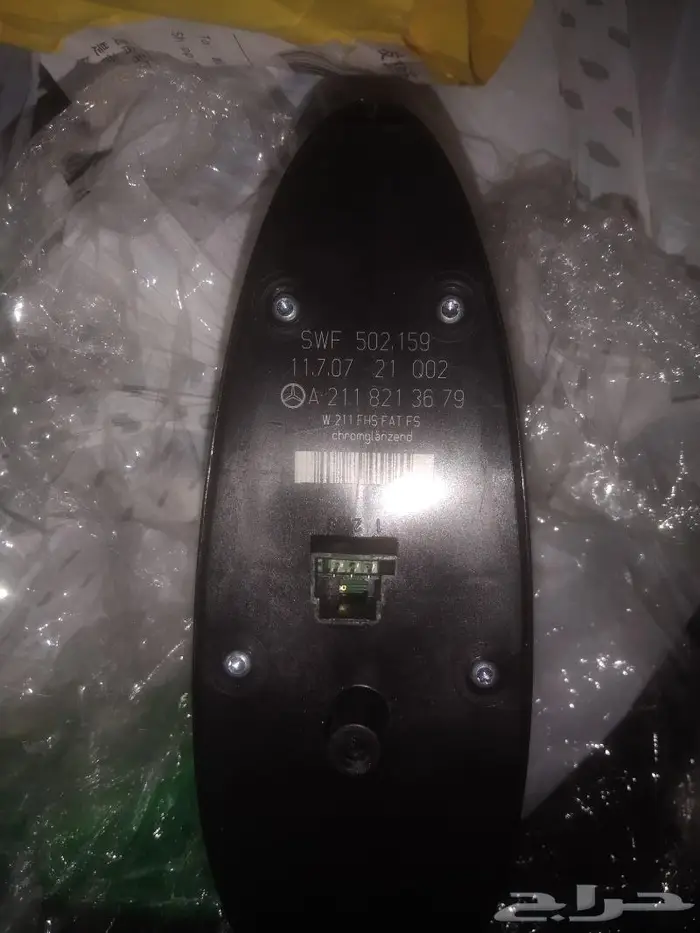 SWF 502.159
11.7.07 21 Q02
A 211 821 36 79
W 211 FHS FAT FS
chromglänzend
حراج